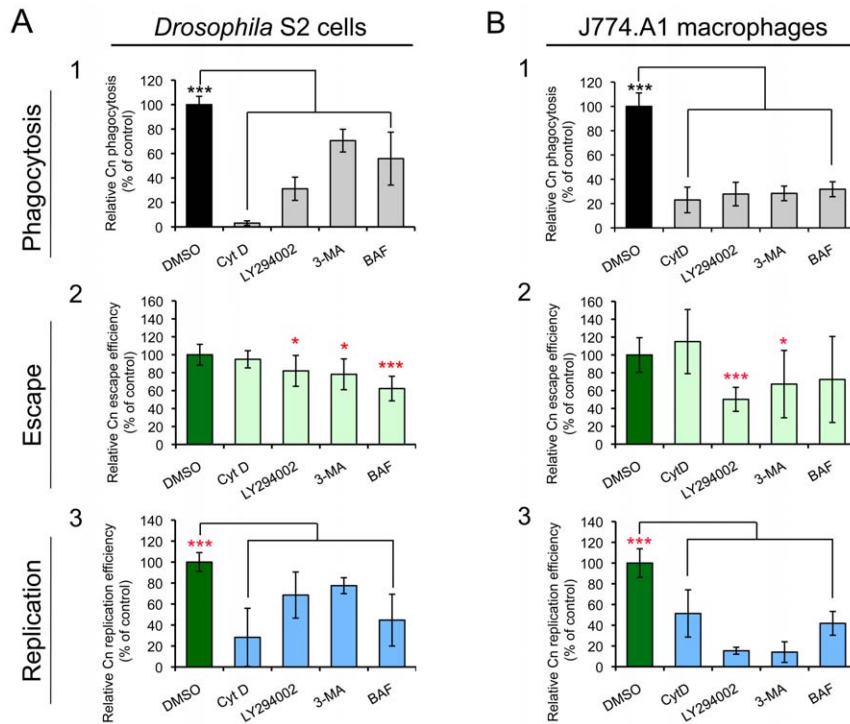 A
Drosophila S2 cells
B
J774.A1 macrophages
Phagocytosis
1
Relative Cn phagocytosis
(% of control)
120
100
80
60
40
20
0
***
DMSO
Cyt D
LY294002
3-MA
BAF
1
Relative Cn phagocytosis
(% of control)
120
100
80
60
40
20
0
***
DMSO
CytD
LY294002
3-MA
BAF
Escape
2
Relative Cn escape efficiency
(% of control)
160
140
120
100
80
60
40
20
0
*
*
***
DMSO
Cyt D
LY294002
3-MA
BAF
2
Relative Cn escape efficiency
(% of control)
160
140
120
100
80
60
40
20
0
***
*
DMSO
CytD
LY294002
3-MA
BAF
Replication
3
Relative Cn replication efficiency
(% of control)
140
120
100
80
60
40
20
0
***
DMSO
Cyt D
LY294002
3-MA
BAF
3
Relative Cn replication efficiency
(% of control)
140
120
100
80
60
40
20
0
***
DMSO
CytD
LY294002
3-MA
BAF